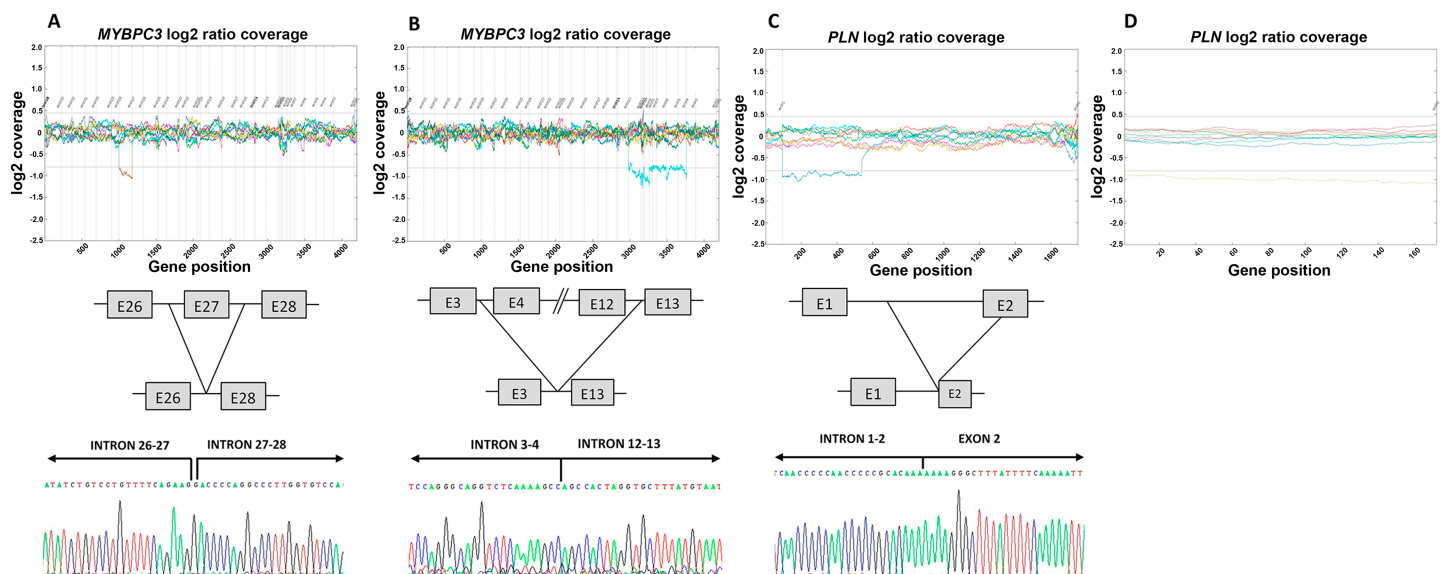 A
MYBPC3 log2 ratio coverage
log2 coverage
2.0
1.5
1.0
0.5
0
-0.5
-1.0
-1.5
-2.0
-2.5
500
1000
1500
2000
2500
3000
3500
4000
Gene position
E26
E27
E28
E26
E28
INTRON 26-27
INTRON 27-28
B
MYBPC3 log2 ratio coverage
log2 coverage
2.0
1.5
1.0
0.5
0
-0.5
-1.0
-1.5
-2.0
-2.5
500
1000
1500
2000
2500
3000
3500
4000
Gene position
E3
E4
E12
E13
E3
E13
INTRON 3-4
INTRON 12-13
TCCAGGGCAGGTCTCAAAAGCCAGCCACTAGGTGCTTTATGTAAT
C
PLN log2 ratio coverage
log2 coverage
2.0
1.5
1.0
0.5
0
-0.5
-1.0
-1.5
-2.0
-2.5
200
400
600
800
1000
1200
1400
1600
Gene position
E1
E2
E1
E2
INTRON 1-2
EXON 2
D
PLN log2 ratio coverage
log2 coverage
2.0
1.5
1.0
0.5
0
-0.5
-1.0
-1.5
-2.0
-2.5
20
40
60
80
100
120
140
160
Gene position